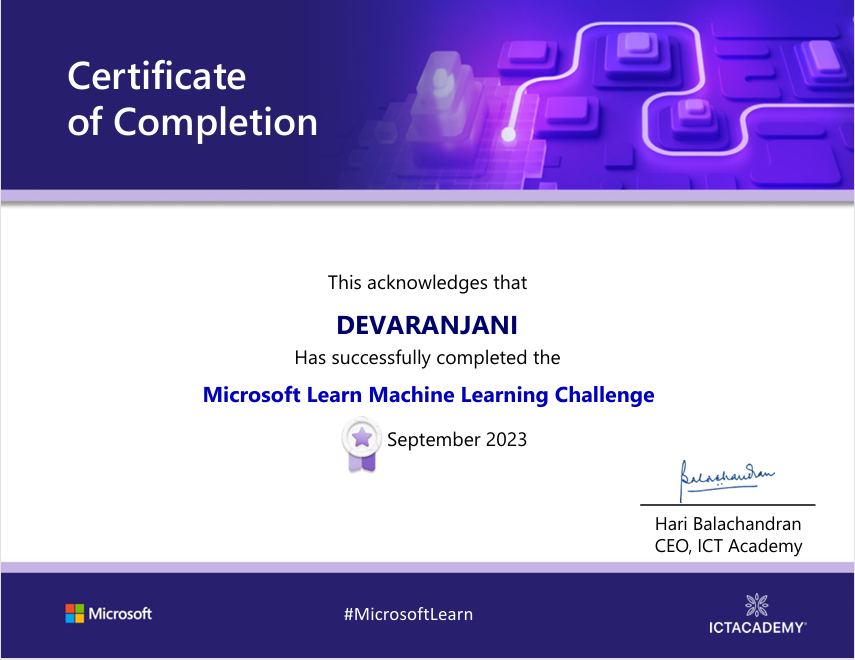 Certificate
of Completion
This acknowledges that
DEVARANJANI
Has successfully completed the
Microsoft Learn Machine Learning Challenge
September 2023
Balachandran
Hari Balachandran
CEO, ICT Academy
Microsoft
#MicrosoftLearn
ICTACADEMY